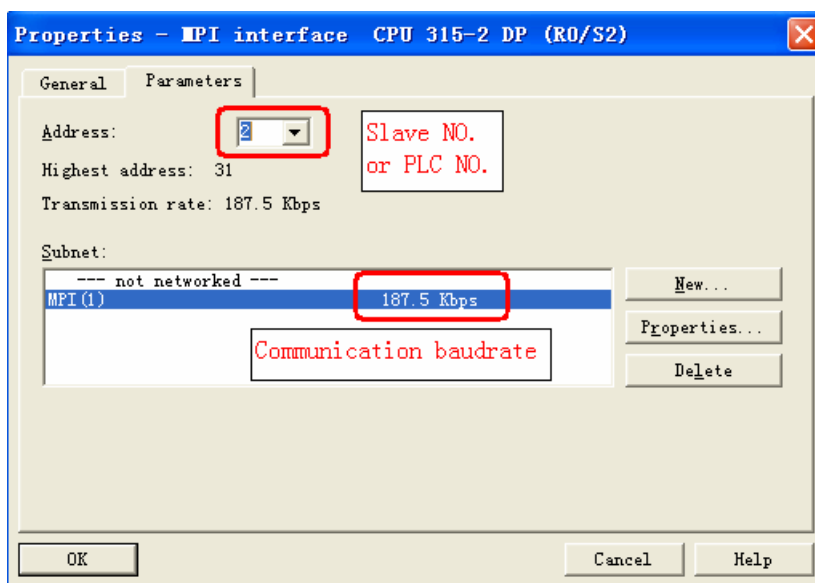 Properties - MPI interface CPU 315-2 DP (R0/S2)
General Parameters
Address: 2
Slave NO.
or PLC NO.
Highest address: 31
Transmission rate: 187.5 Kbps
Subnet:
--- not networked ---
MPI(1) 187.5 Kbps
Communication baudrate
New...
Properties...
Delete
OK Cancel Help